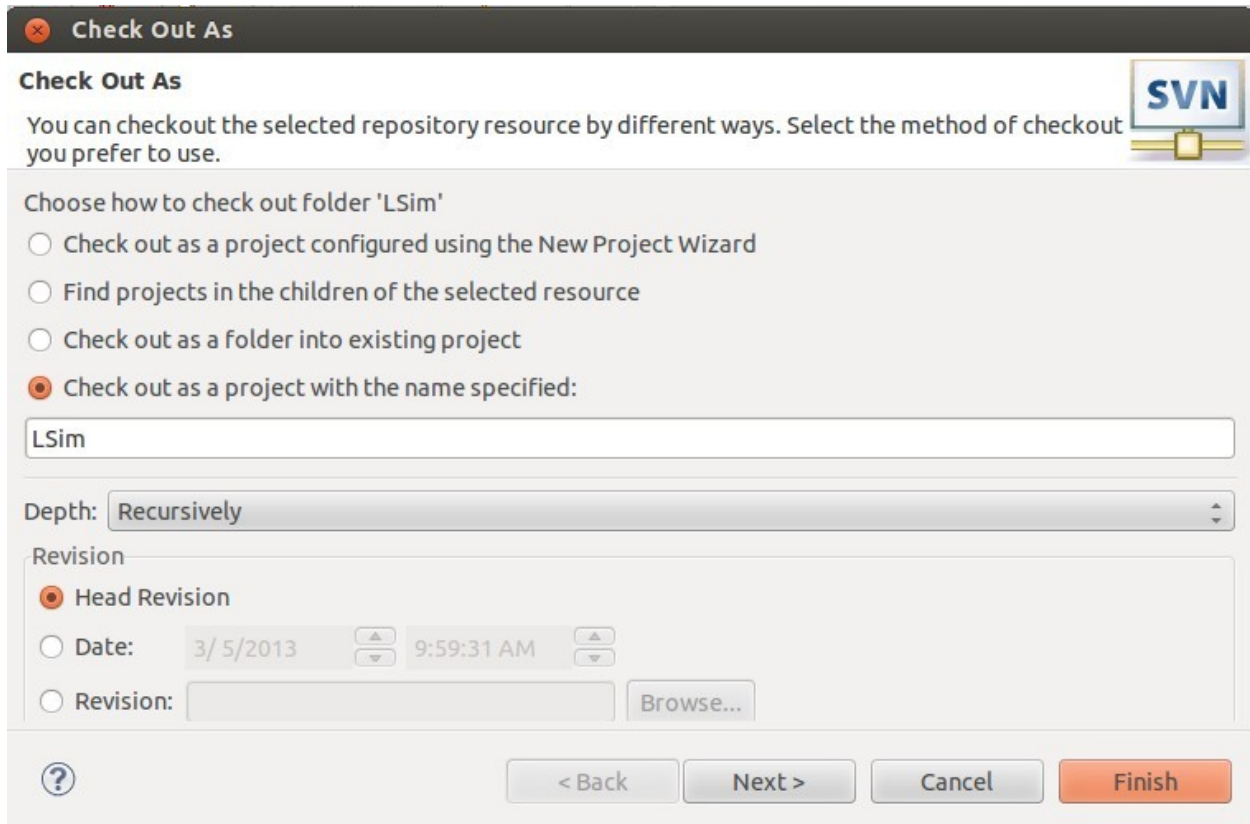 Check Out As
Check Out As
SVN
You can checkout the selected repository resource by different ways. Select the method of checkout
you prefer to use.
Choose how to check out folder 'LSim'
Check out as a project configured using the New Project Wizard
Find projects in the children of the selected resource
Check out as a folder into existing project
Check out as a project with the name specified:
LSim
Depth: Recursively
Revision
Head Revision
Date: 3/ 5/2013 9:59:31 AM
Revision: Browse...
? < Back Next > Cancel Finish